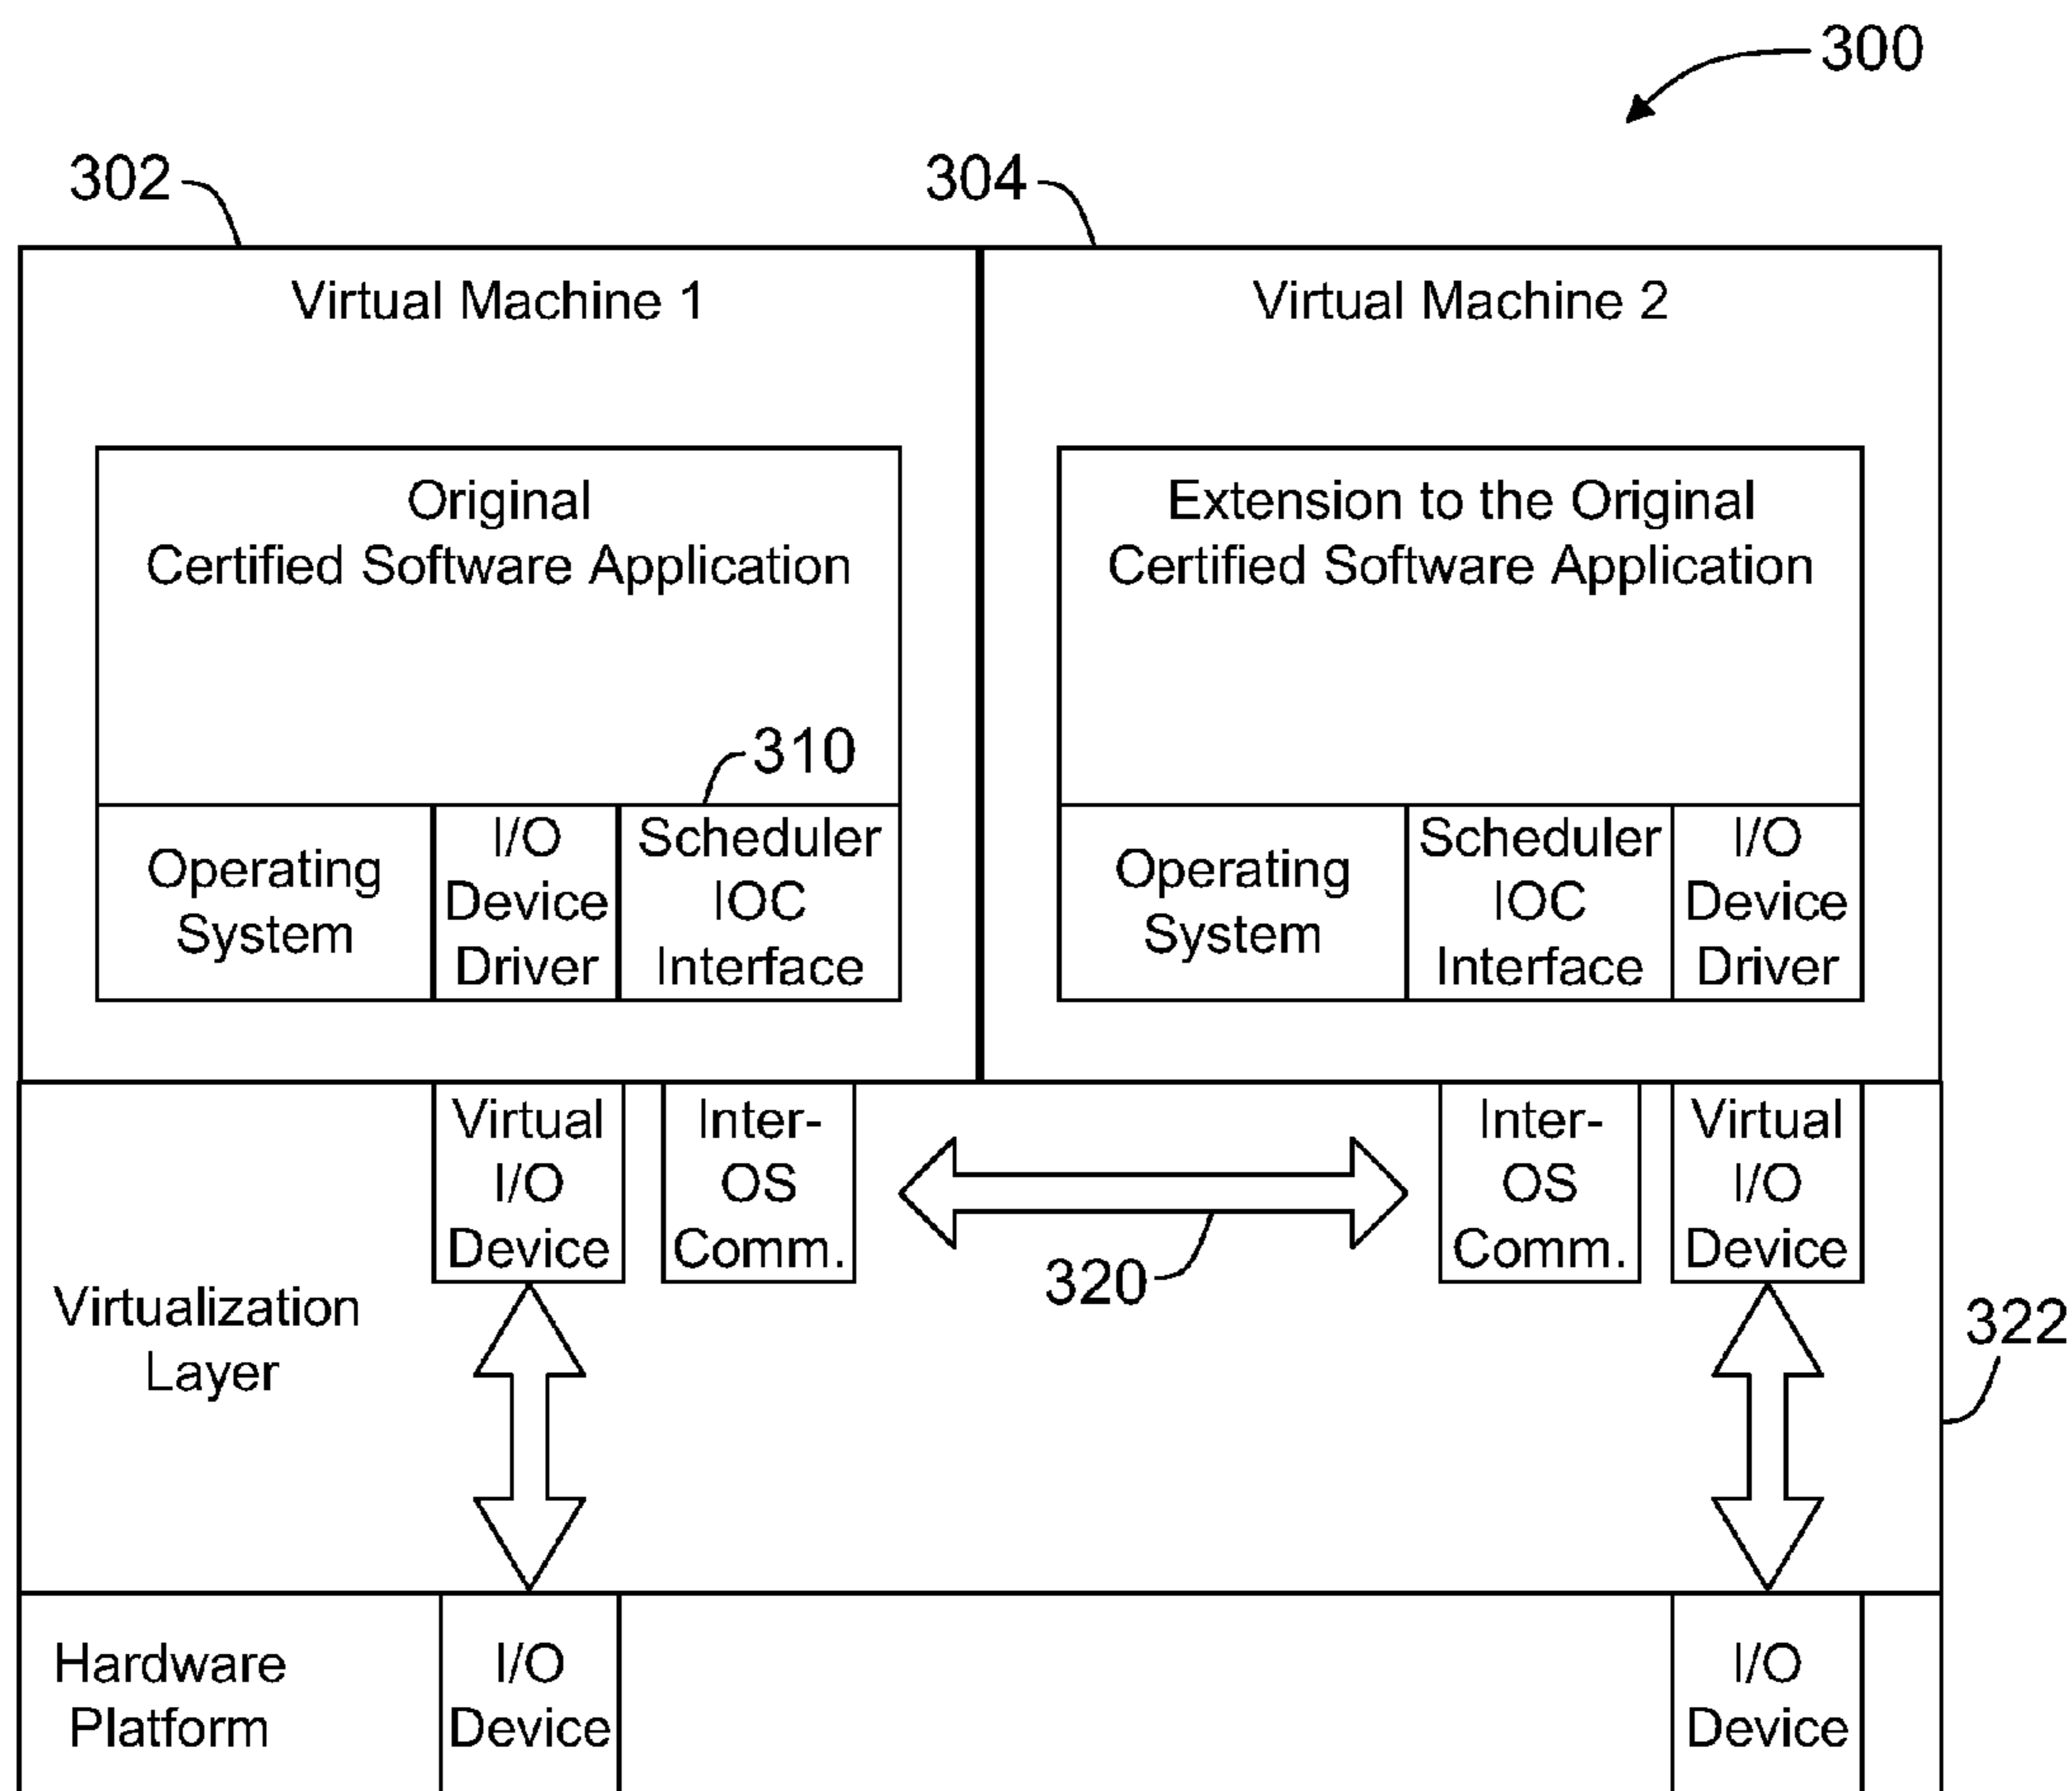 300
302
304
Virtual Machine 1
Virtual Machine 2
Original
Certified Software Application
Extension to the Original
Certified Software Application
310
Operating
System
I/O
Device
Driver
Scheduler
IOC
Interface
Operating
System
Scheduler
IOC
Interface
I/O
Device
Driver
Virtual
I/O
Device
Inter-
OS
Comm.
320
Inter-
OS
Comm.
Virtual
I/O
Device
Virtualization
Layer
322
Hardware
Platform
I/O
Device
I/O
Device